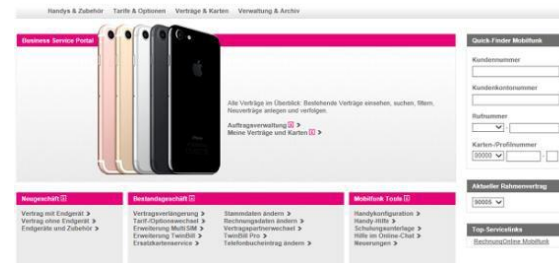 Handys & Zubehör Tarife & Optionen Verträge & Karten Verwaltung & Archiv
Business Service Portal
Alle Verträge im Überblick: Bestehende Verträge einsehen, suchen, filtern.
Neuverträge anlegen und verfolgen.
Auftragsverwaltung
Meine Verträge und Karten
Quick-Finder Mobilfunk
Kundennummer
Kundenkontonummer
Rufnummer
-
Karten-/Profilnummer
00000 -
Neugeschäft
Vertrag mit Endgerät
Vertrag ohne Endgerät
Endgeräte und Zubehör
Bestandsgeschäft
Vertragsverlängerung
Tarif-/Optionswechsel
Erweiterung MultiSIM
Erweiterung TwinBill
Ersatzkartenservice
Stammdaten ändern
Rechnungsdaten ändern
Vertragspartnerwechsel
TwinBill Pro
Telefonbucheintrag ändern
Mobilfunk Tools
Handykonfiguration
Handy-Hilfe
Schulungsunterlage
Hilfe im Online-Chat
Neuerungen
Aktueller Rahmenvertrag
00005
Top-Servicelinks
RechnungOnline Mobilfunk